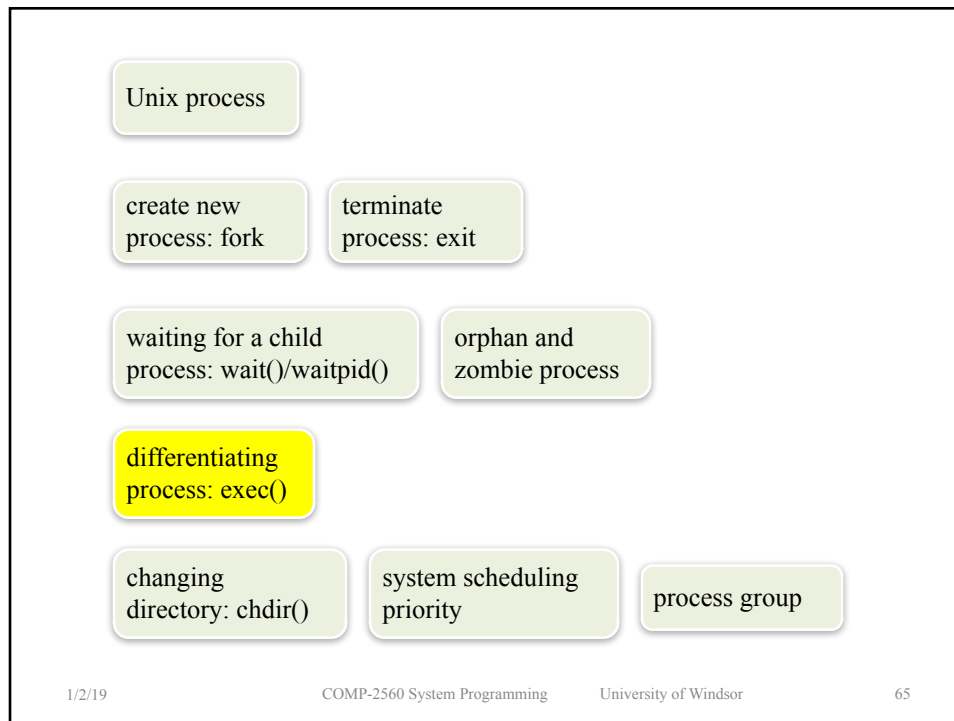 Unix process
create new
process: fork
terminate
process: exit
waiting for a child
process: wait()/waitpid()
orphan and
zombie process
differentiating
process: exec()
changing
directory: chdir()
system scheduling
priority
process group
1/2/19 COMP-2560 System Programming University of Windsor 65